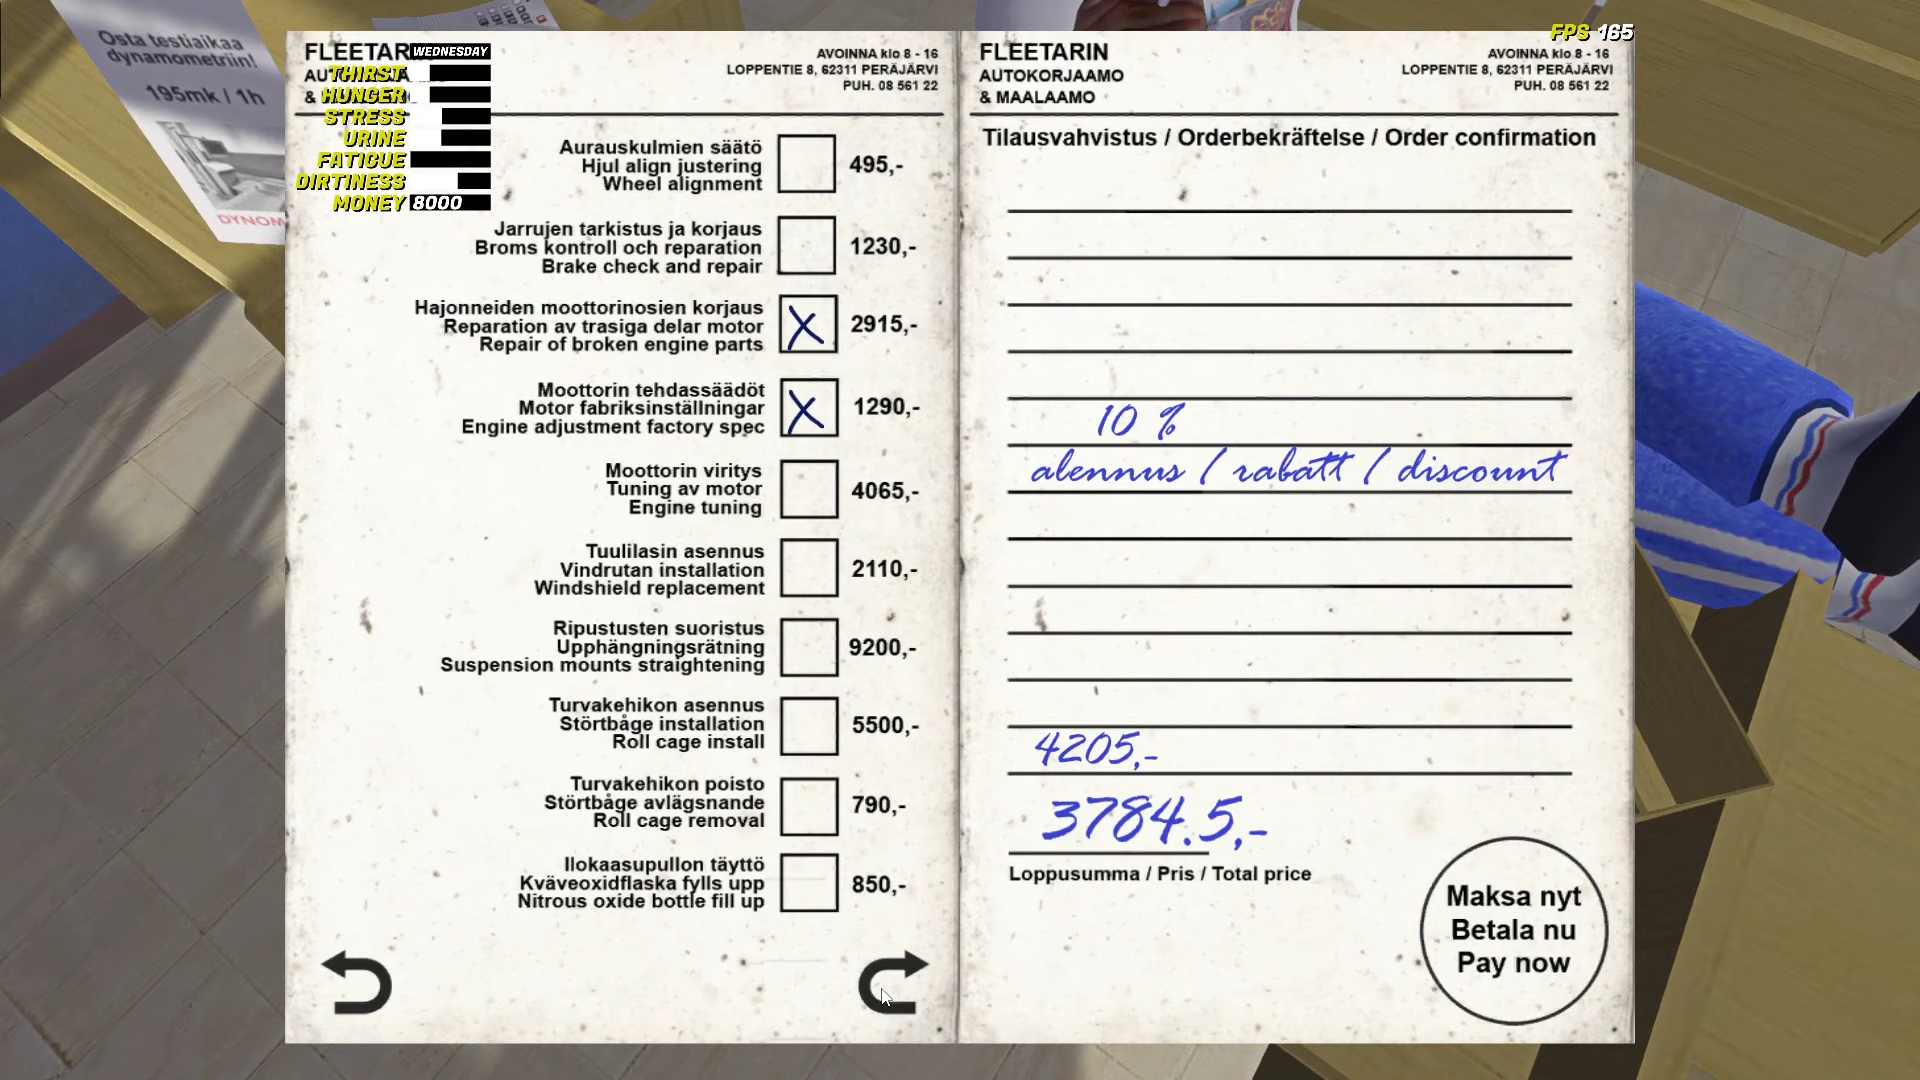 Osta testiaikaa
dynamometriin!
195mk / 1h
FPS 165
WEDNESDAY
THIRST
HUNGER
STRESS
URINE
FATIGUE
DIRTINESS
MONEY 8000
AVOINNA klo 8 - 16
LOPPENTIE 8, 62311 PERÄJÄRVI
PUH. 08 561 22
Aurauskulmien säätö
Hjul align justering
Wheel alignment
495,-
Jarrujen tarkistus ja korjaus
Broms kontroll och reparation
Brake check and repair
1230,-
Hajonneiden moottorinosien korjaus
Reparation av trasiga delar motor
Repair of broken engine parts
X
2915,-
Moottorin tehdassäädöt
Motor fabriksinställningar
Engine adjustment factory spec
X
1290,-
Moottorin viritys
Tuning av motor
Engine tuning
4065,-
Tuulilasin asennus
Vindrutan installation
Windshield replacement
2110,-
Ripustusten suoristus
Upphängningsrätning
Suspension mounts straightening
9200,-
Turvakehikon asennus
Störtbåge installation
Roll cage install
5500,-
Turvakehikon poisto
Störtbåge avlägsnande
Roll cage removal
790,-
Ilokaasupullon täyttö
Kväveoxidflaska fylls upp
Nitrous oxide bottle fill up
850,-
FLEETARIN
AUTOKORJAAMO
& MAALAAMO
AVOINNA klo 8 - 16
LOPPENTIE 8, 62311 PERÄJÄRVI
PUH. 08 561 22
Tilausvahvistus / Orderbekräftelse / Order confirmation
10 %
alennus / rabatt / discount
4205,-
3784.5,-
Loppusumma / Pris / Total price
Maksa nyt
Betala nu
Pay now